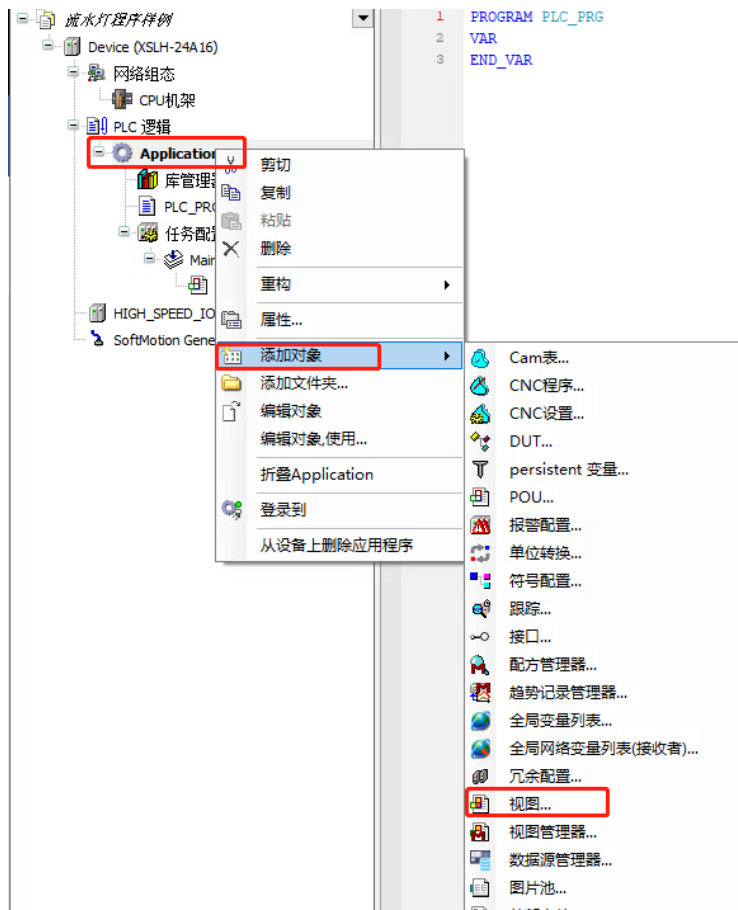 流水灯程序样例
Device (XSLH-24A16)
网络组态
CPU机架
PLC 逻辑
Application
库管理
PLC_PRG
任务配
Main
HIGH_SPEED_IO
SoftMotion Gene
剪切
复制
粘贴
删除
重构
属性...
添加对象
添加文件夹...
编辑对象
编辑对象,使用...
折叠Application
登录到
从设备上删除应用程序
Cam表...
CNC程序...
CNC设置...
DUT...
persistent 变量...
POU...
报警配置...
单位转换...
符号配置...
跟踪...
接口...
配方管理器...
趋势记录管理器...
全局变量列表...
全局网络变量列表(接收者)...
冗余配置...
视图...
视图管理器...
数据源管理器...
图片池...
1 PROGRAM PLC_PRG
2 VAR
3 END_VAR